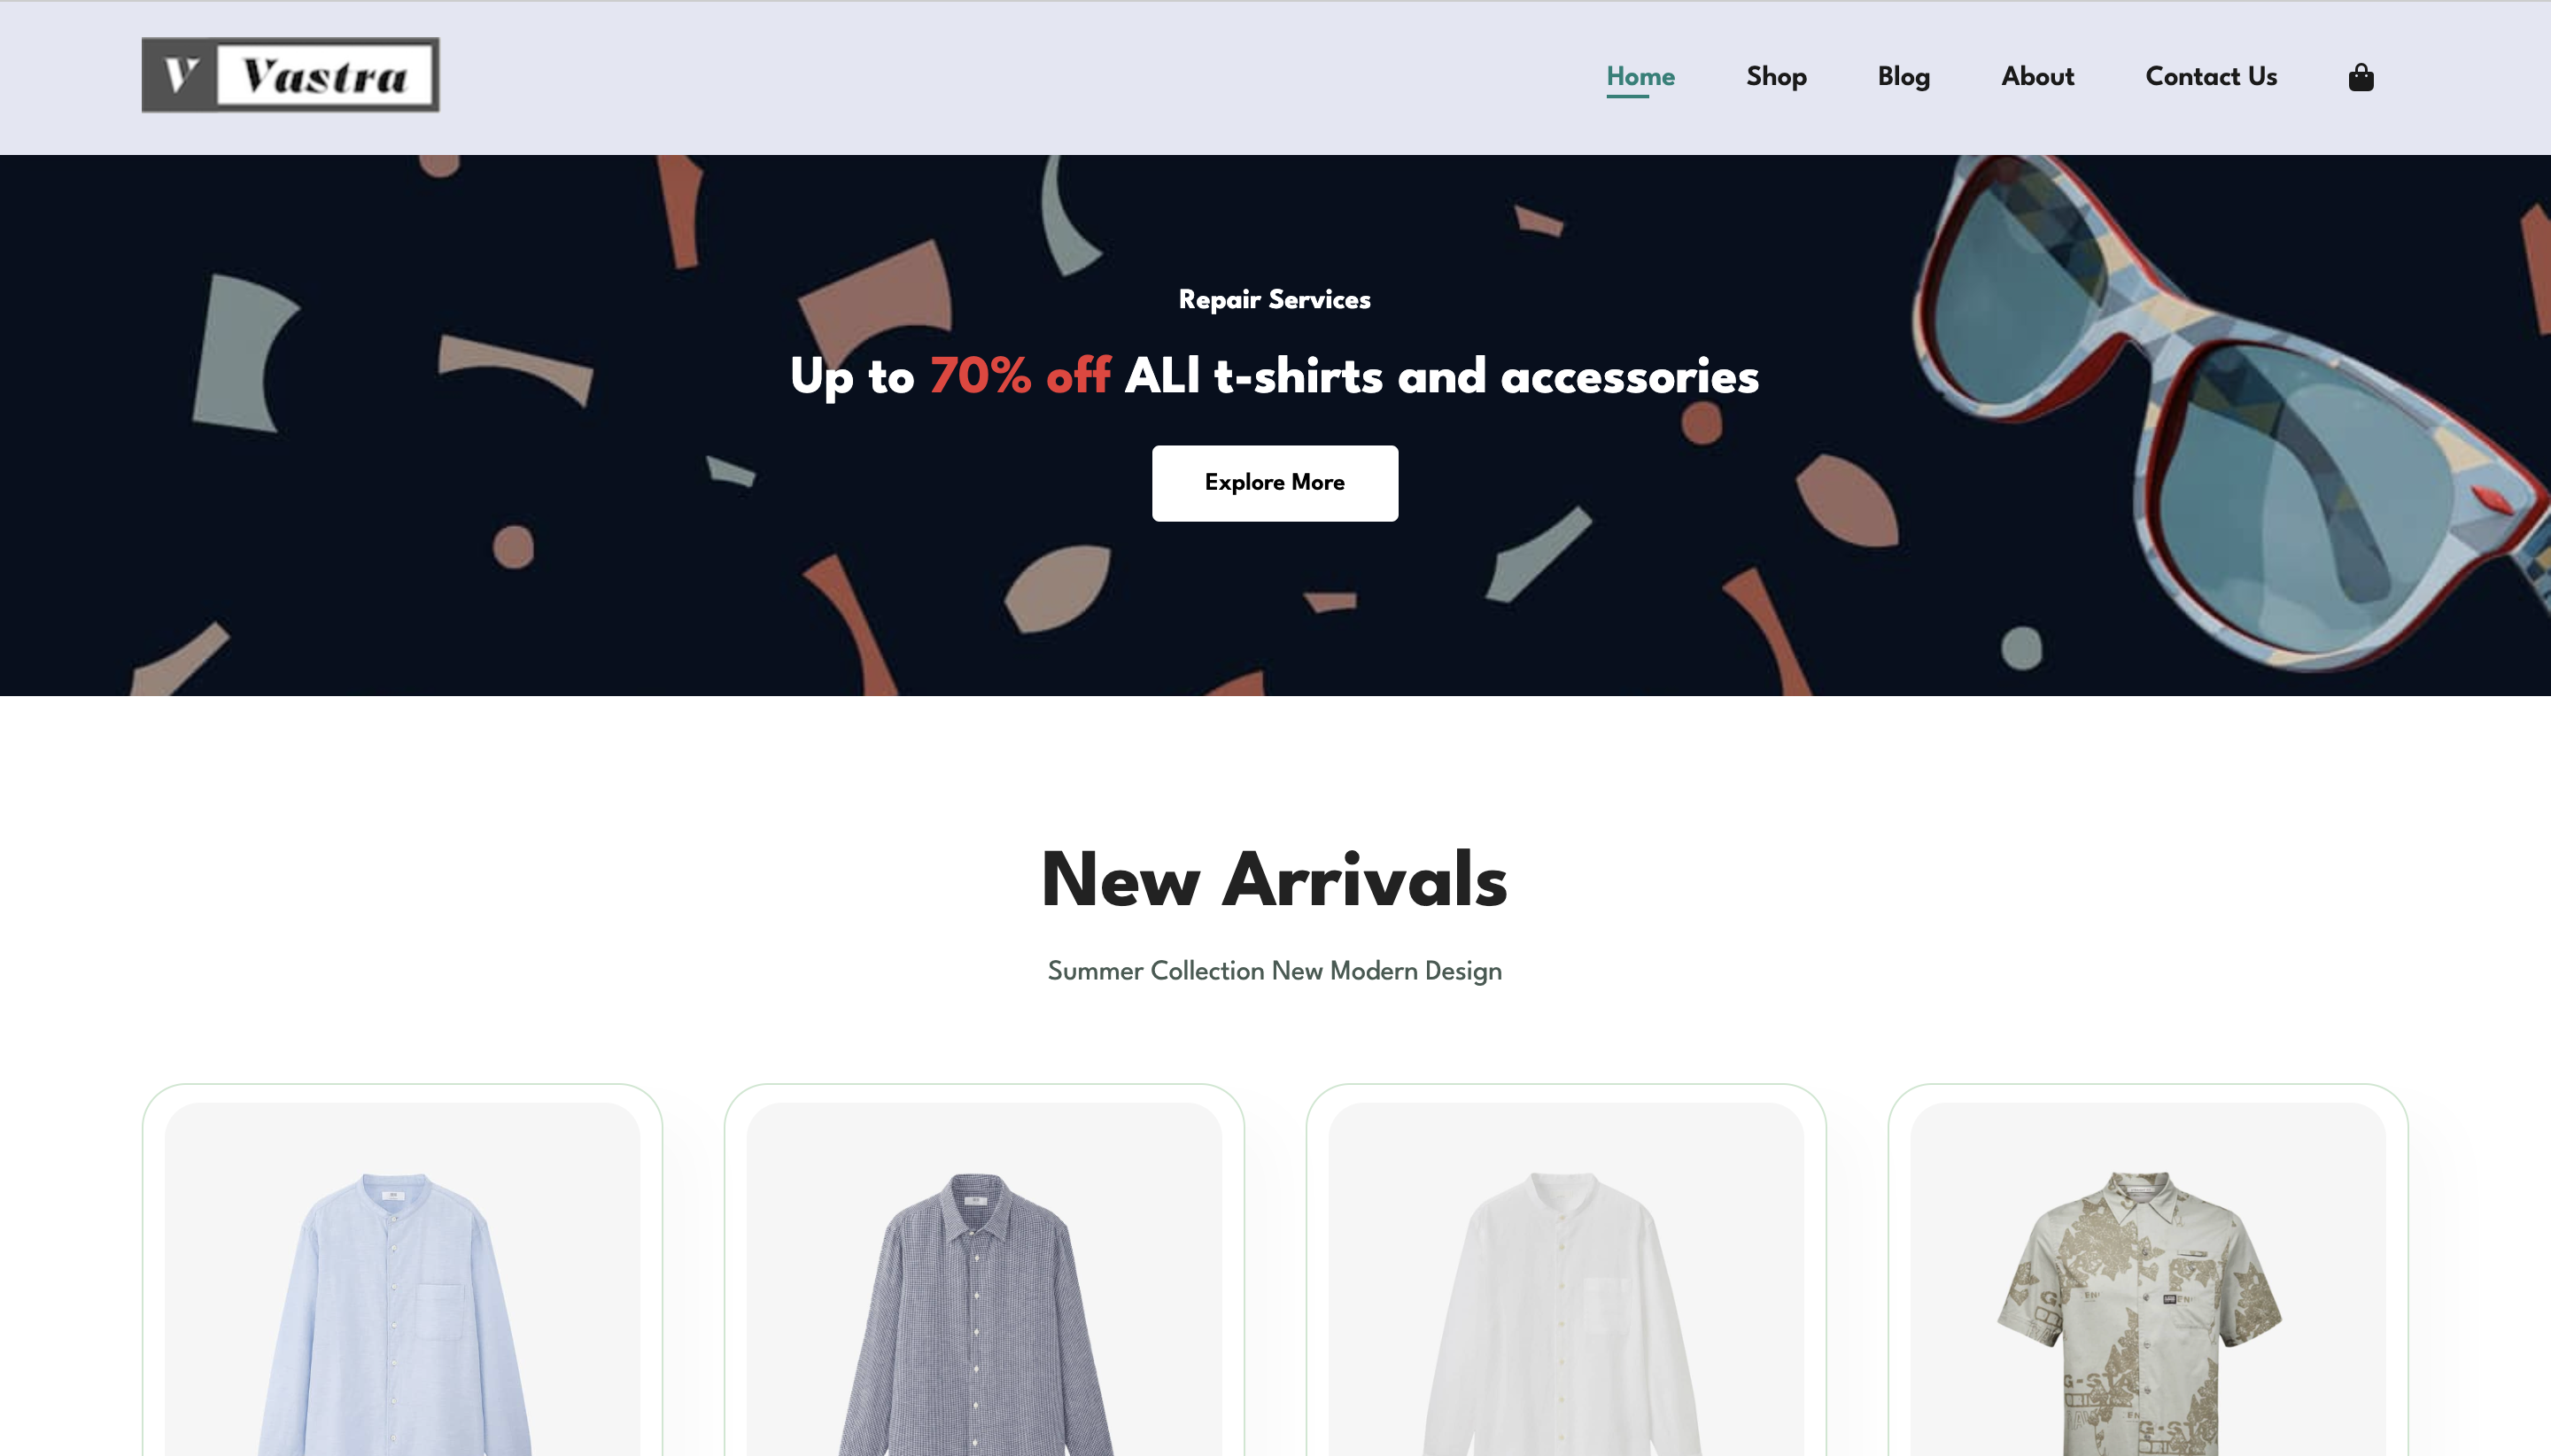 V Vastra
Home Shop Blog About Contact Us
Repair Services
Up to 70% off ALl t-shirts and accessories
Explore More
New Arrivals
Summer Collection New Modern Design